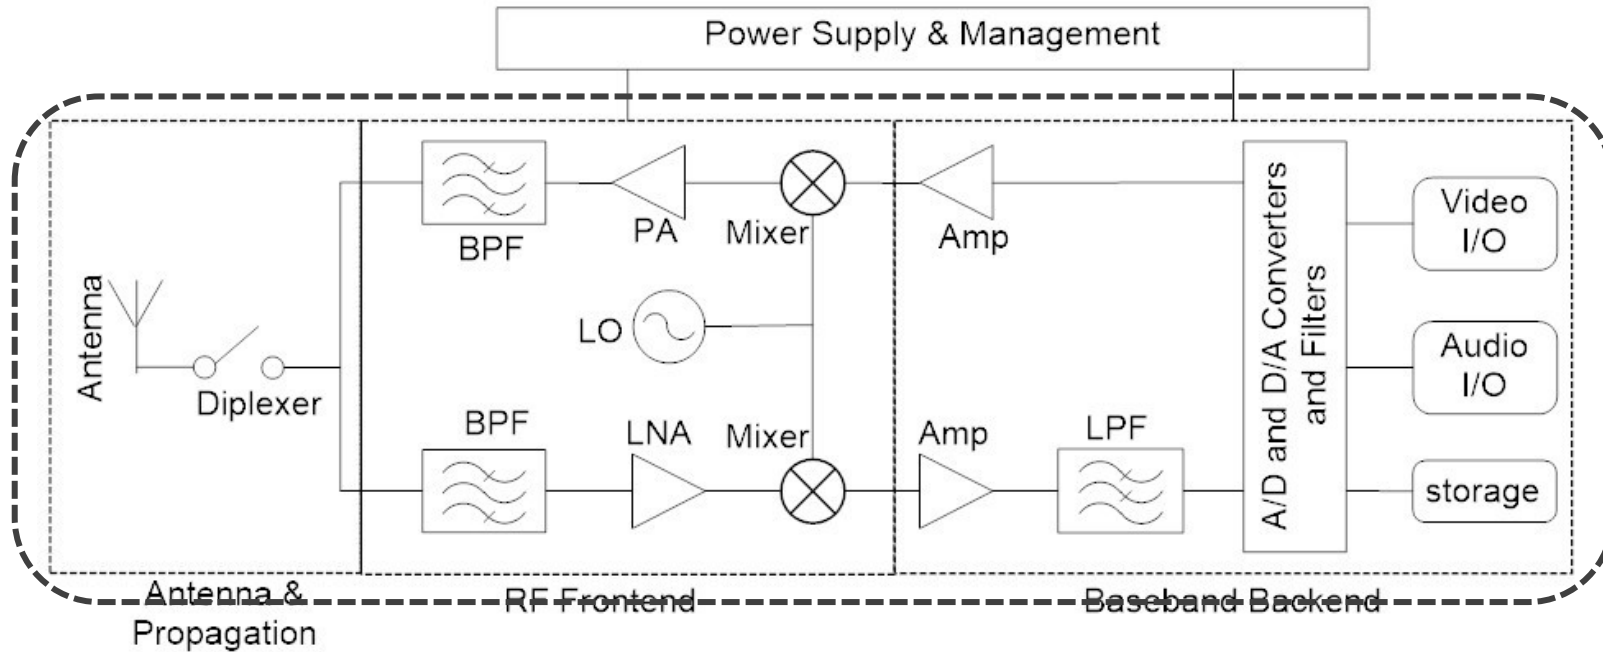 Power Supply & Management
BPF
PA
Mixer
Amp
Video
I/O
Antenna
LO
Diplexer
A/D and D/A Converters
and Filters
Audio
I/O
BPF
LNA
Mixer
Amp
LPF
storage
Antenna &
Propagation
RF Frontend
Baseband Backend